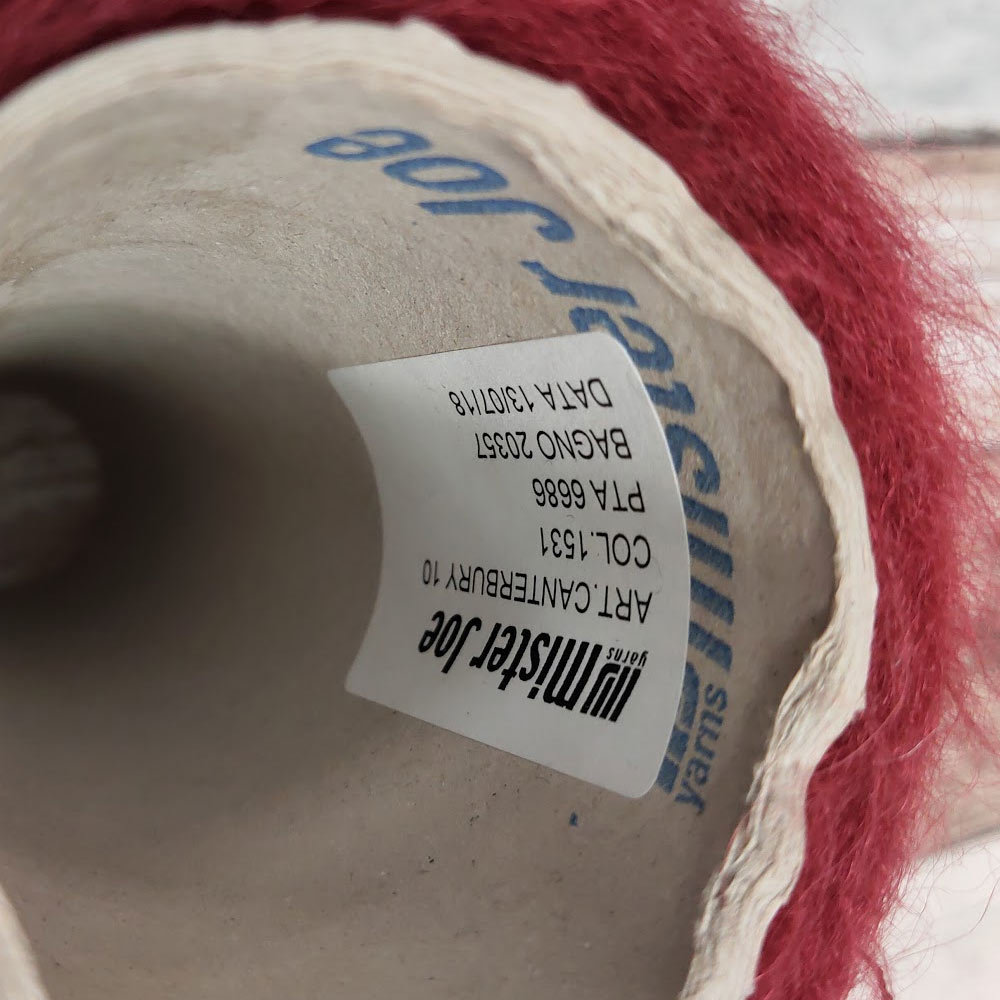 my mister Joe
yarns
ART.CANTERBURY 10
COL.1531
PTA 6686
BAGNO 20357
DATA 13/07/18
mister Joe
yarns